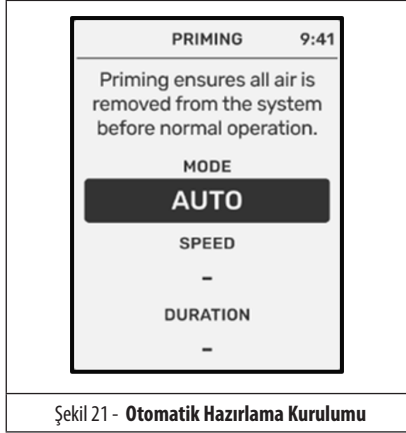 PRIMING 9:41
Priming ensures all air is
removed from the system
before normal operation.
MODE
AUTO
SPEED
-
DURATION
-
Şekil 21 - Otomatik Hazırlama Kurulumu